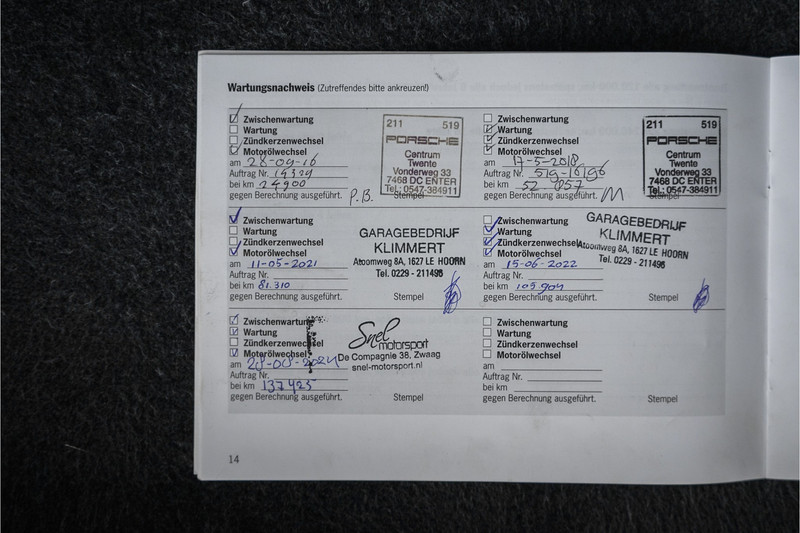 Wartungsnachweis (Zutreffendes bitte ankreuzen!)
Zwischenwartung
Wartung
Zündkerzenwechsel
Motorölwechsel
am 28-09-16
Auftrag Nr.
bei km 24900
gegen Berechnung ausgeführt. P.B.
211 519
PORSCHE
Centrum
Twente
Vonderweg 33
7468 DC ENTER
Tel.: 0547-384911
Stempel
Zwischenwartung
Wartung
Zündkerzenwechsel
Motorölwechsel
am 17-5-2018
Auftrag Nr. 519-16196
bei km 52 057
gegen Berechnung ausgeführt.
211 519
PORSCHE
Centrum
Twente
Vonderweg 33
7468 DC ENTER
Tel.: 0547-384911
Stempel
Zwischenwartung
Wartung
Zündkerzenwechsel
Motorölwechsel
am 11-05-2021
Auftrag Nr.
bei km 81.310
gegen Berechnung ausgeführt.
GARAGEBEDRIJF
KLIMMERT
Atoomweg 8A, 1627 LE HOORN
Tel. 0229 - 211496
Stempel
Zwischenwartung
Wartung
Zündkerzenwechsel
Motorölwechsel
am 15-06-2022
Auftrag Nr.
bei km 105904
gegen Berechnung ausgeführt.
GARAGEBEDRIJF
KLIMMERT
Atoomweg 8A, 1627 LE HOORN
Tel. 0229 - 211496
Stempel
Zwischenwartung
Wartung
Zündkerzenwechsel
Motorölwechsel
am 28-08-2024
Auftrag Nr.
bei km 137425
gegen Berechnung ausgeführt.
Snel
motorsport
De Compagnie 38, Zwaag
snel-motorsport.nl
Stempel
Zwischenwartung
Wartung
Zündkerzenwechsel
Motorölwechsel
am
Auftrag Nr.
bei km
gegen Berechnung ausgeführt.
Stempel
14